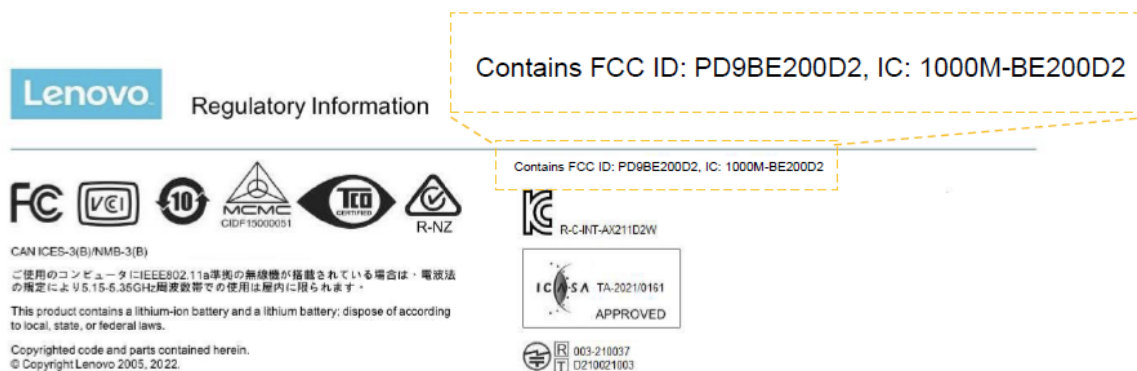 Contains FCC ID: PD9BE200D2, IC: 1000M-BE200D2
Lenovo
Regulatory Information
Contains FCC ID: PD9BE200D2, IC: 1000M-BE200D2
FC
VCI
10
MCMC
CIDF15000051
TCO
CERTIFIED
R-NZ
R-C-INT-AX211D2W
CAN ICES-3(B)/NMB-3(B)
ご使用のコンピュータにIEEE802.11a準拠の無線機が搭載されている場合は・電波法
の規定により5.15-5.35GHz周波数帯での使用は屋内に限られます・
This product contains a lithium-ion battery and a lithium battery; dispose of according
to local, state, or federal laws.
Copyrighted code and parts contained herein.
© Copyright Lenovo 2005, 2022.
ICASA TA-2021/0161
APPROVED
R 003-210037
T D210021003